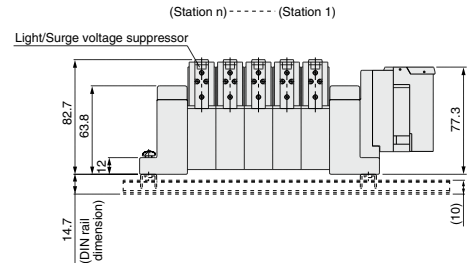 (Station n) ------ (Station 1)
Light/Surge voltage suppressor
82.7
63.8
12
77.3
14.7
(DIN rail
dimension)
(10)